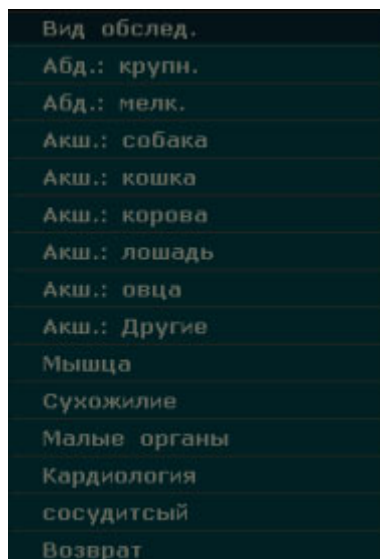 Вид обслед.
Абд.: крупн.
Абд.: мелк.
Акш.: собака
Акш.: кошка
Акш.: корова
Акш.: лошадь
Акш.: овца
Акш.: Другие
Мышца
Сухожилие
Малые органы
Кардиология
сосудитсый
Возврат